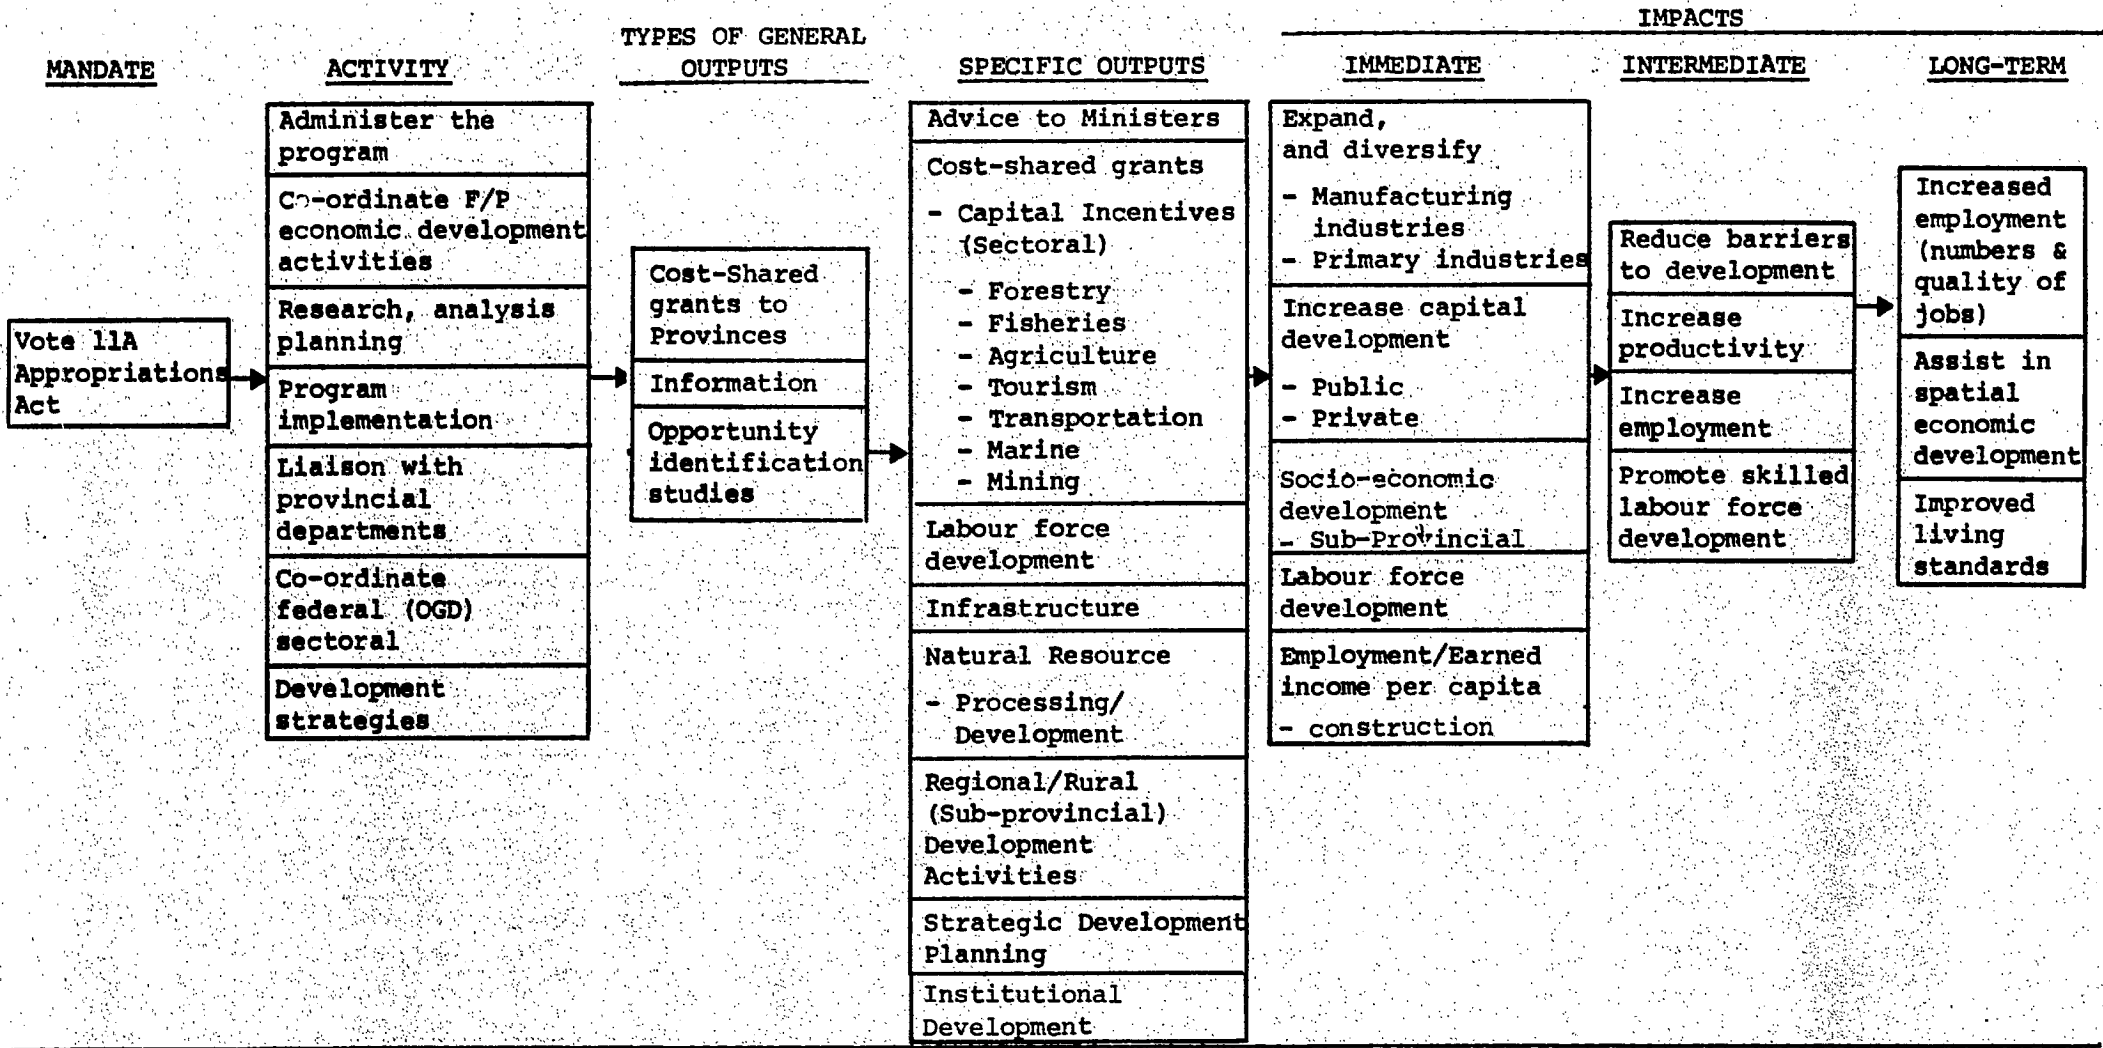 IMPACTS
TYPES OF GENERAL
OUTPUTS
MANDATE
ACTIVITY
SPECIFIC OUTPUTS
IMMEDIATE
INTERMEDIATE
LONG-TERM
Vote 11A
Appropriations
Act
Administer the
program
Co-ordinate F/P
economic development
activities
Research, analysis
planning
Program
implementation
Liaison with
provincial
departments
Co-ordinate
federal (OGD)
sectoral
Development
strategies
Cost-Shared
grants to
Provinces
Information
Opportunity
identification
studies
Advice to Ministers
Cost-shared grants
- Capital Incentives
(Sectoral)
- Forestry
- Fisheries
- Agriculture
- Tourism
- Transportation
- Marine
- Mining
Labour force
development
Infrastructure
Natural Resource
- Processing/
Development
Regional/Rural
(Sub-provincial)
Development
Activities
Strategic Development
Planning
Institutional
Development
Expand,
and diversify
- Manufacturing
industries
- Primary industries
Increase capital
development
- Public
- Private
Socio-economic
development
- Sub-Provincial
Labour force
development
Employment/Earned
income per capita
- construction
Reduce barriers
to development
Increase
productivity
Increase
employment
Promote skilled
labour force
development
Increased
employment
(numbers &
quality of
jobs)
Assist in
spatial
economic
development
Improved
living
standards